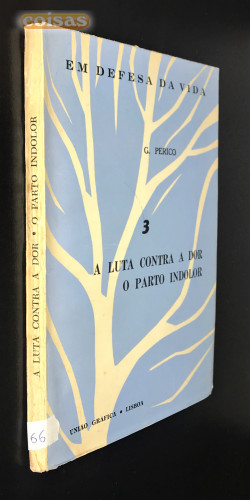 coisas
EM DEFESA DA VIDA
G. PERICO
3
A LUTA CONTRA A DOR
O PARTO INDOLOR
UNIÃO GRÁFICA • LISBOA
A LUTA CONTRA A DOR • O PARTO INDOLOR
66